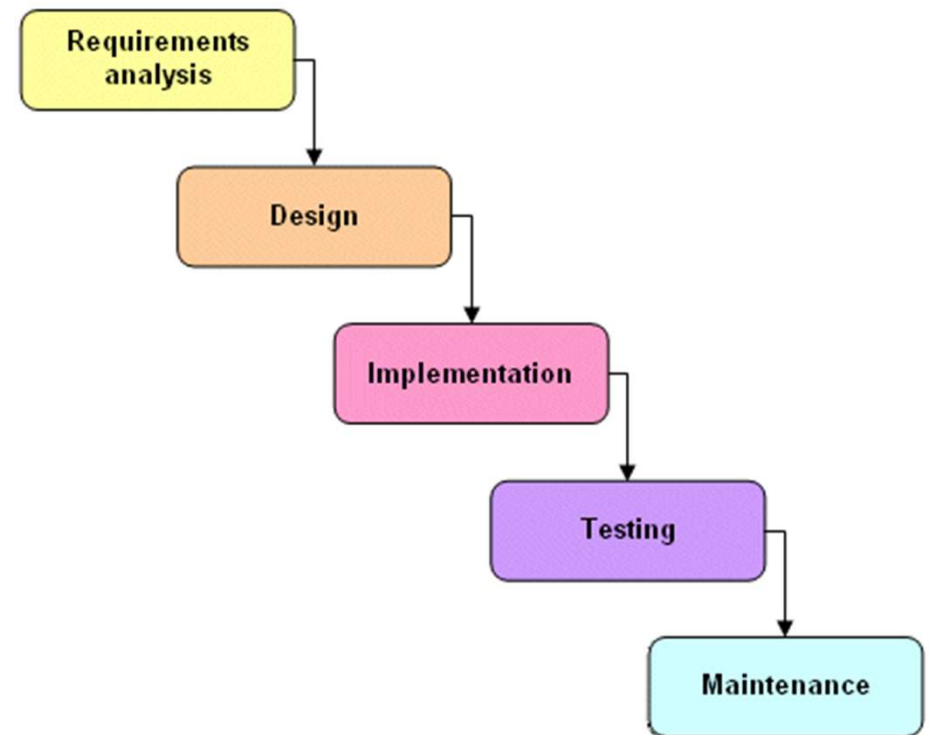 Requirements
analysis
Design
Implementation
Testing
Maintenance